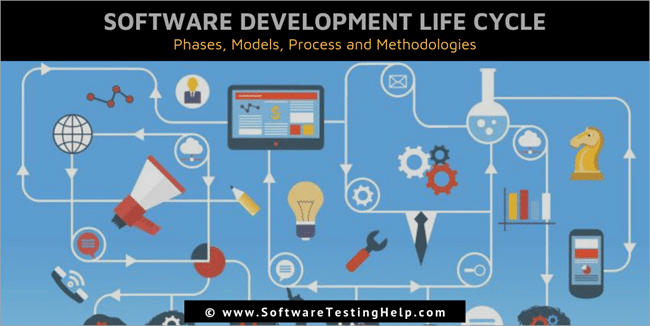 SOFTWARE DEVELOPMENT LIFE CYCLE
Phases, Models, Process and Methodologies
$
© www.SoftwareTestingHelp.com